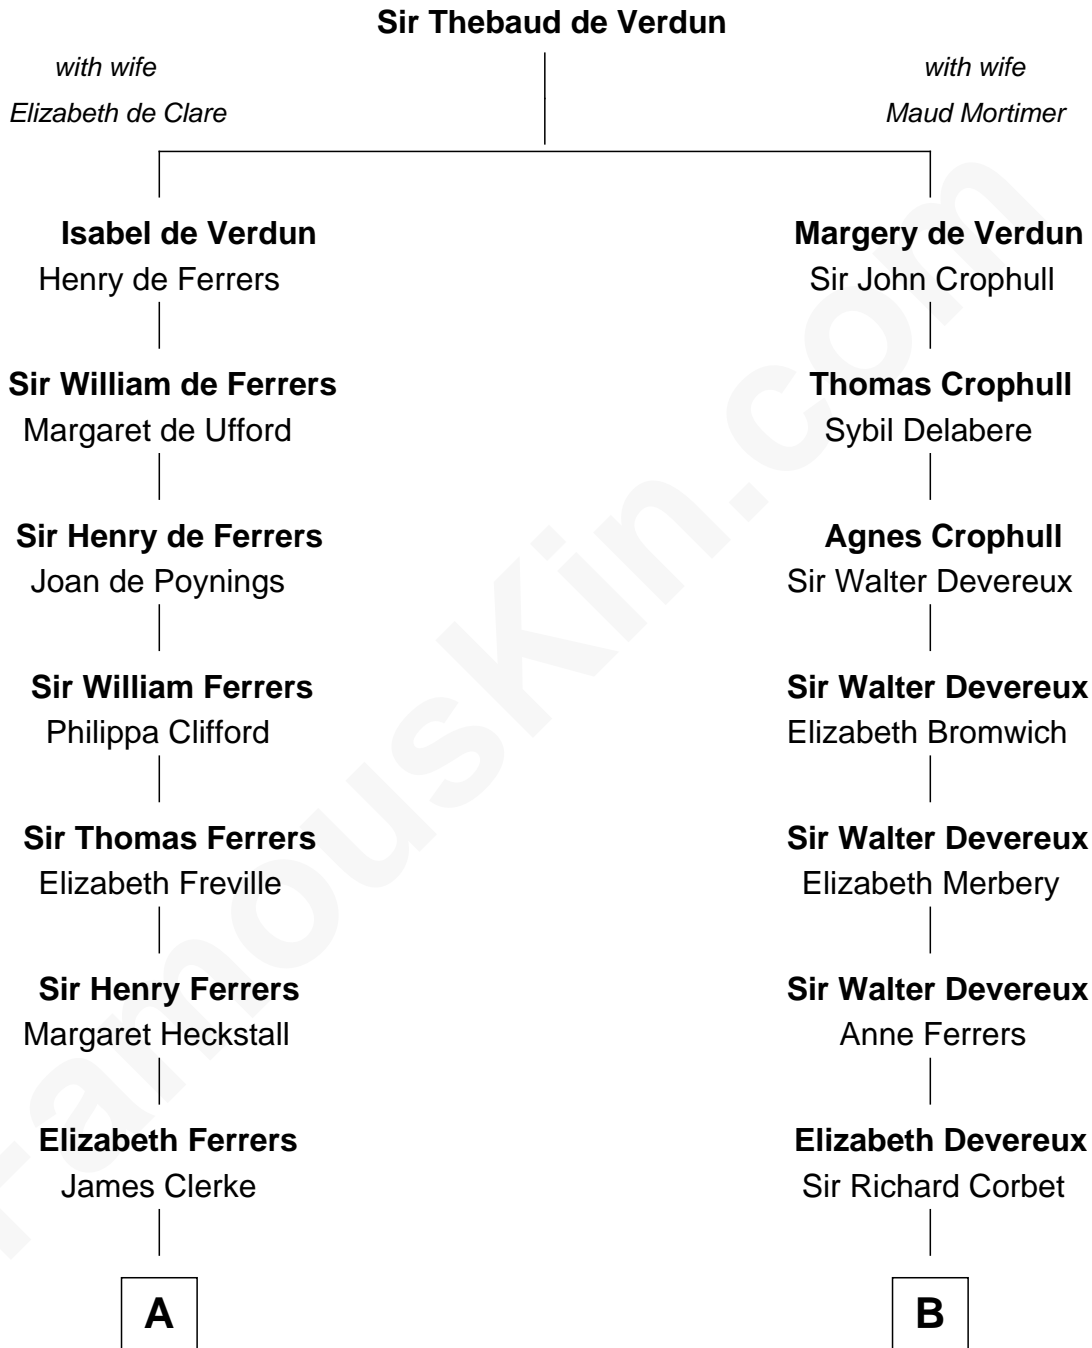 Sir Thebaud de Verdun
with wife
Elizabeth de Clare
with wife
Maud Mortimer
Isabel de Verdun
Henry de Ferrers
Margery de Verdun
Sir John Crophull
Sir William de Ferrers
Margaret de Ufford
Thomas Crophull
Sybil Delabere
Sir Henry de Ferrers
Joan de Poynings
Agnes Crophull
Sir Walter Devereux
Sir William Ferrers
Philippa Clifford
Sir Walter Devereux
Elizabeth Bromwich
Sir Thomas Ferrers
Elizabeth Freville
Sir Walter Devereux
Elizabeth Merbery
Sir Henry Ferrers
Margaret Heckstall
Sir Walter Devereux
Anne Ferrers
Elizabeth Ferrers
James Clerke
Elizabeth Devereux
Sir Richard Corbet
A
B
FamousKin.com